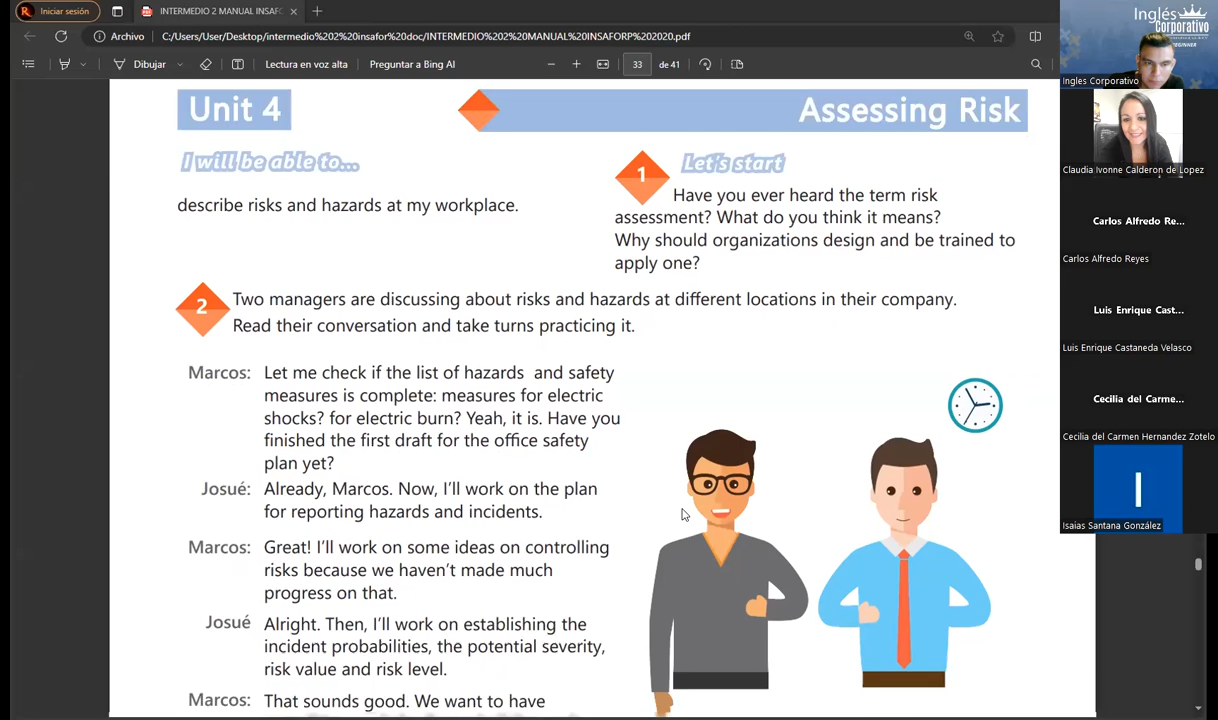 Iniciar sesión
INTERMEDIO 2 MANUAL INSAF
Archivo
C:/Users/User/Desktop/intermedio%202%20insafor%20doc/INTERMEDIO%202%20MANUAL%20INSAFORP%202020.pdf
Dibujar
Lectura en voz alta
Preguntar a Bing AI
33
de 41
Unit 4
Assessing Risk
I will be able to...
describe risks and hazards at my workplace.
1
Let's start
Have you ever heard the term risk
assessment? What do you think it means?
Why should organizations design and be trained to
apply one?
2
Two managers are discussing about risks and hazards at different locations in their company.
Read their conversation and take turns practicing it.
Marcos: Let me check if the list of hazards and safety
measures is complete: measures for electric
shocks? for electric burn? Yeah, it is. Have you
finished the first draft for the office safety
plan yet?
Josué: Already, Marcos. Now, I'll work on the plan
for reporting hazards and incidents.
Marcos: Great! I'll work on some ideas on controlling
risks because we haven't made much
progress on that.
Josué Alright. Then, I'll work on establishing the
incident probabilities, the potential severity,
risk value and risk level.
Marcos: That sounds good. We want to have
Inglés
Corporativo
BEGINNER
Ingles Corporativo
Claudia Ivonne Calderon de Lopez
Carlos Alfredo Re...
Carlos Alfredo Reyes
Luis Enrique Cast...
Luis Enrique Castaneda Velasco
Cecilia del Carme...
Cecilia del Carmen Hernandez Zotelo
I
Isaias Santana González